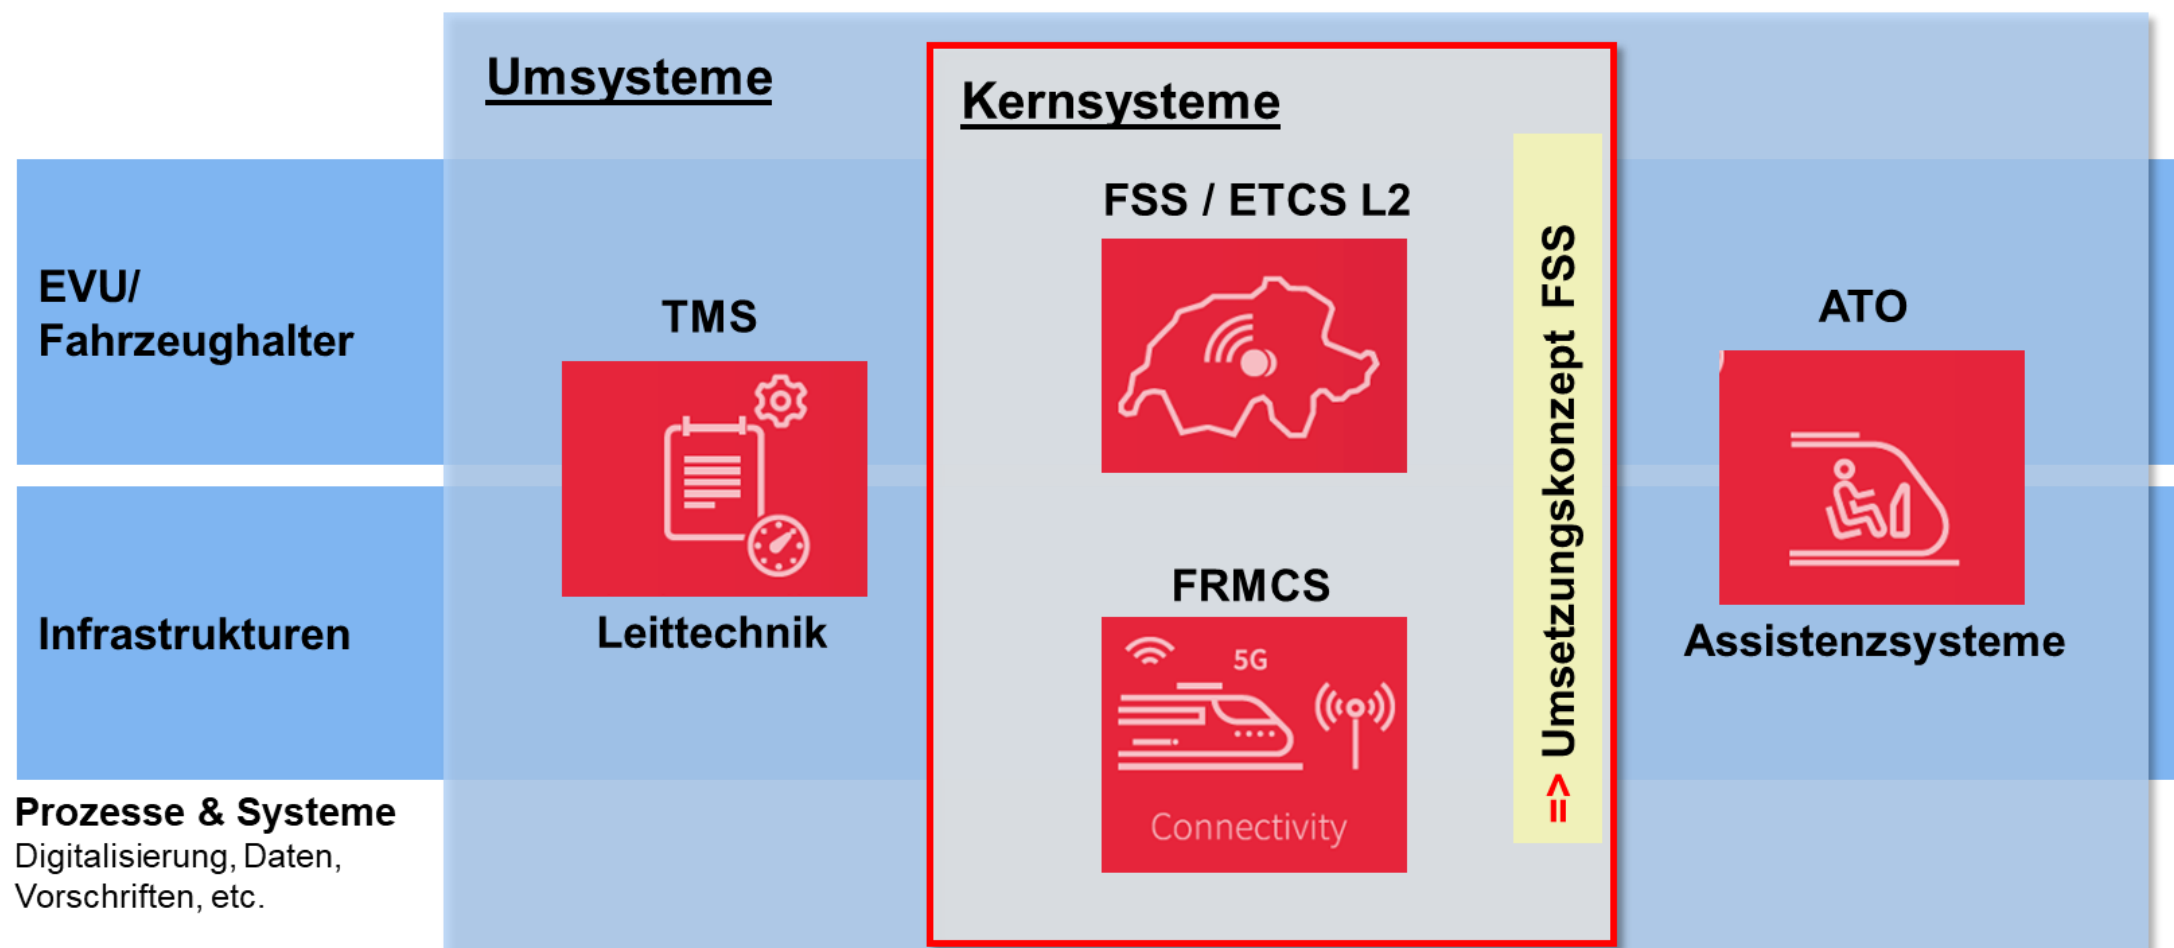 Umsysteme
Kernsysteme
FSS / ETCS L2
EVU/
Fahrzeughalter
TMS
ATO
=> Umsetzungskonzept FSS
FRMCS
Infrastrukturen
Leittechnik
Assistenzsysteme
5G
Connectivity
Prozesse & Systeme
Digitalisierung, Daten,
Vorschriften, etc.